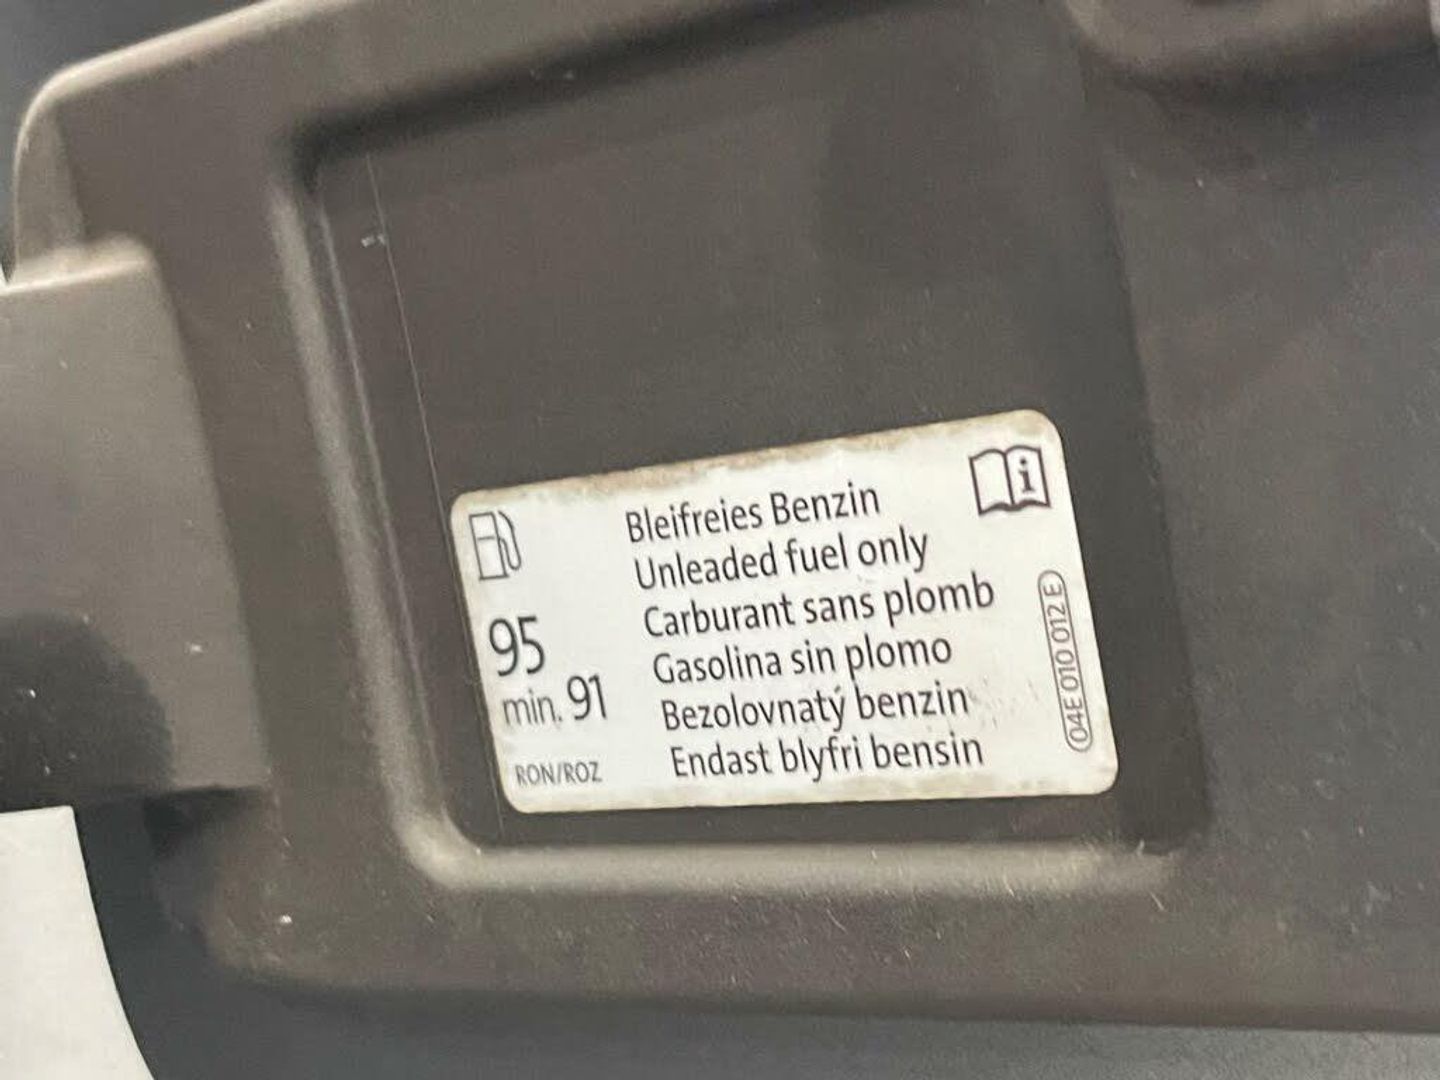 Bleifreies Benzin
Unleaded fuel only
95
Carburant sans plomb
Gasolina sin plomo
min. 91
Bezolovnatý benzin
RON/ROZ
Endast blyfri bensin
04E 010 012 E